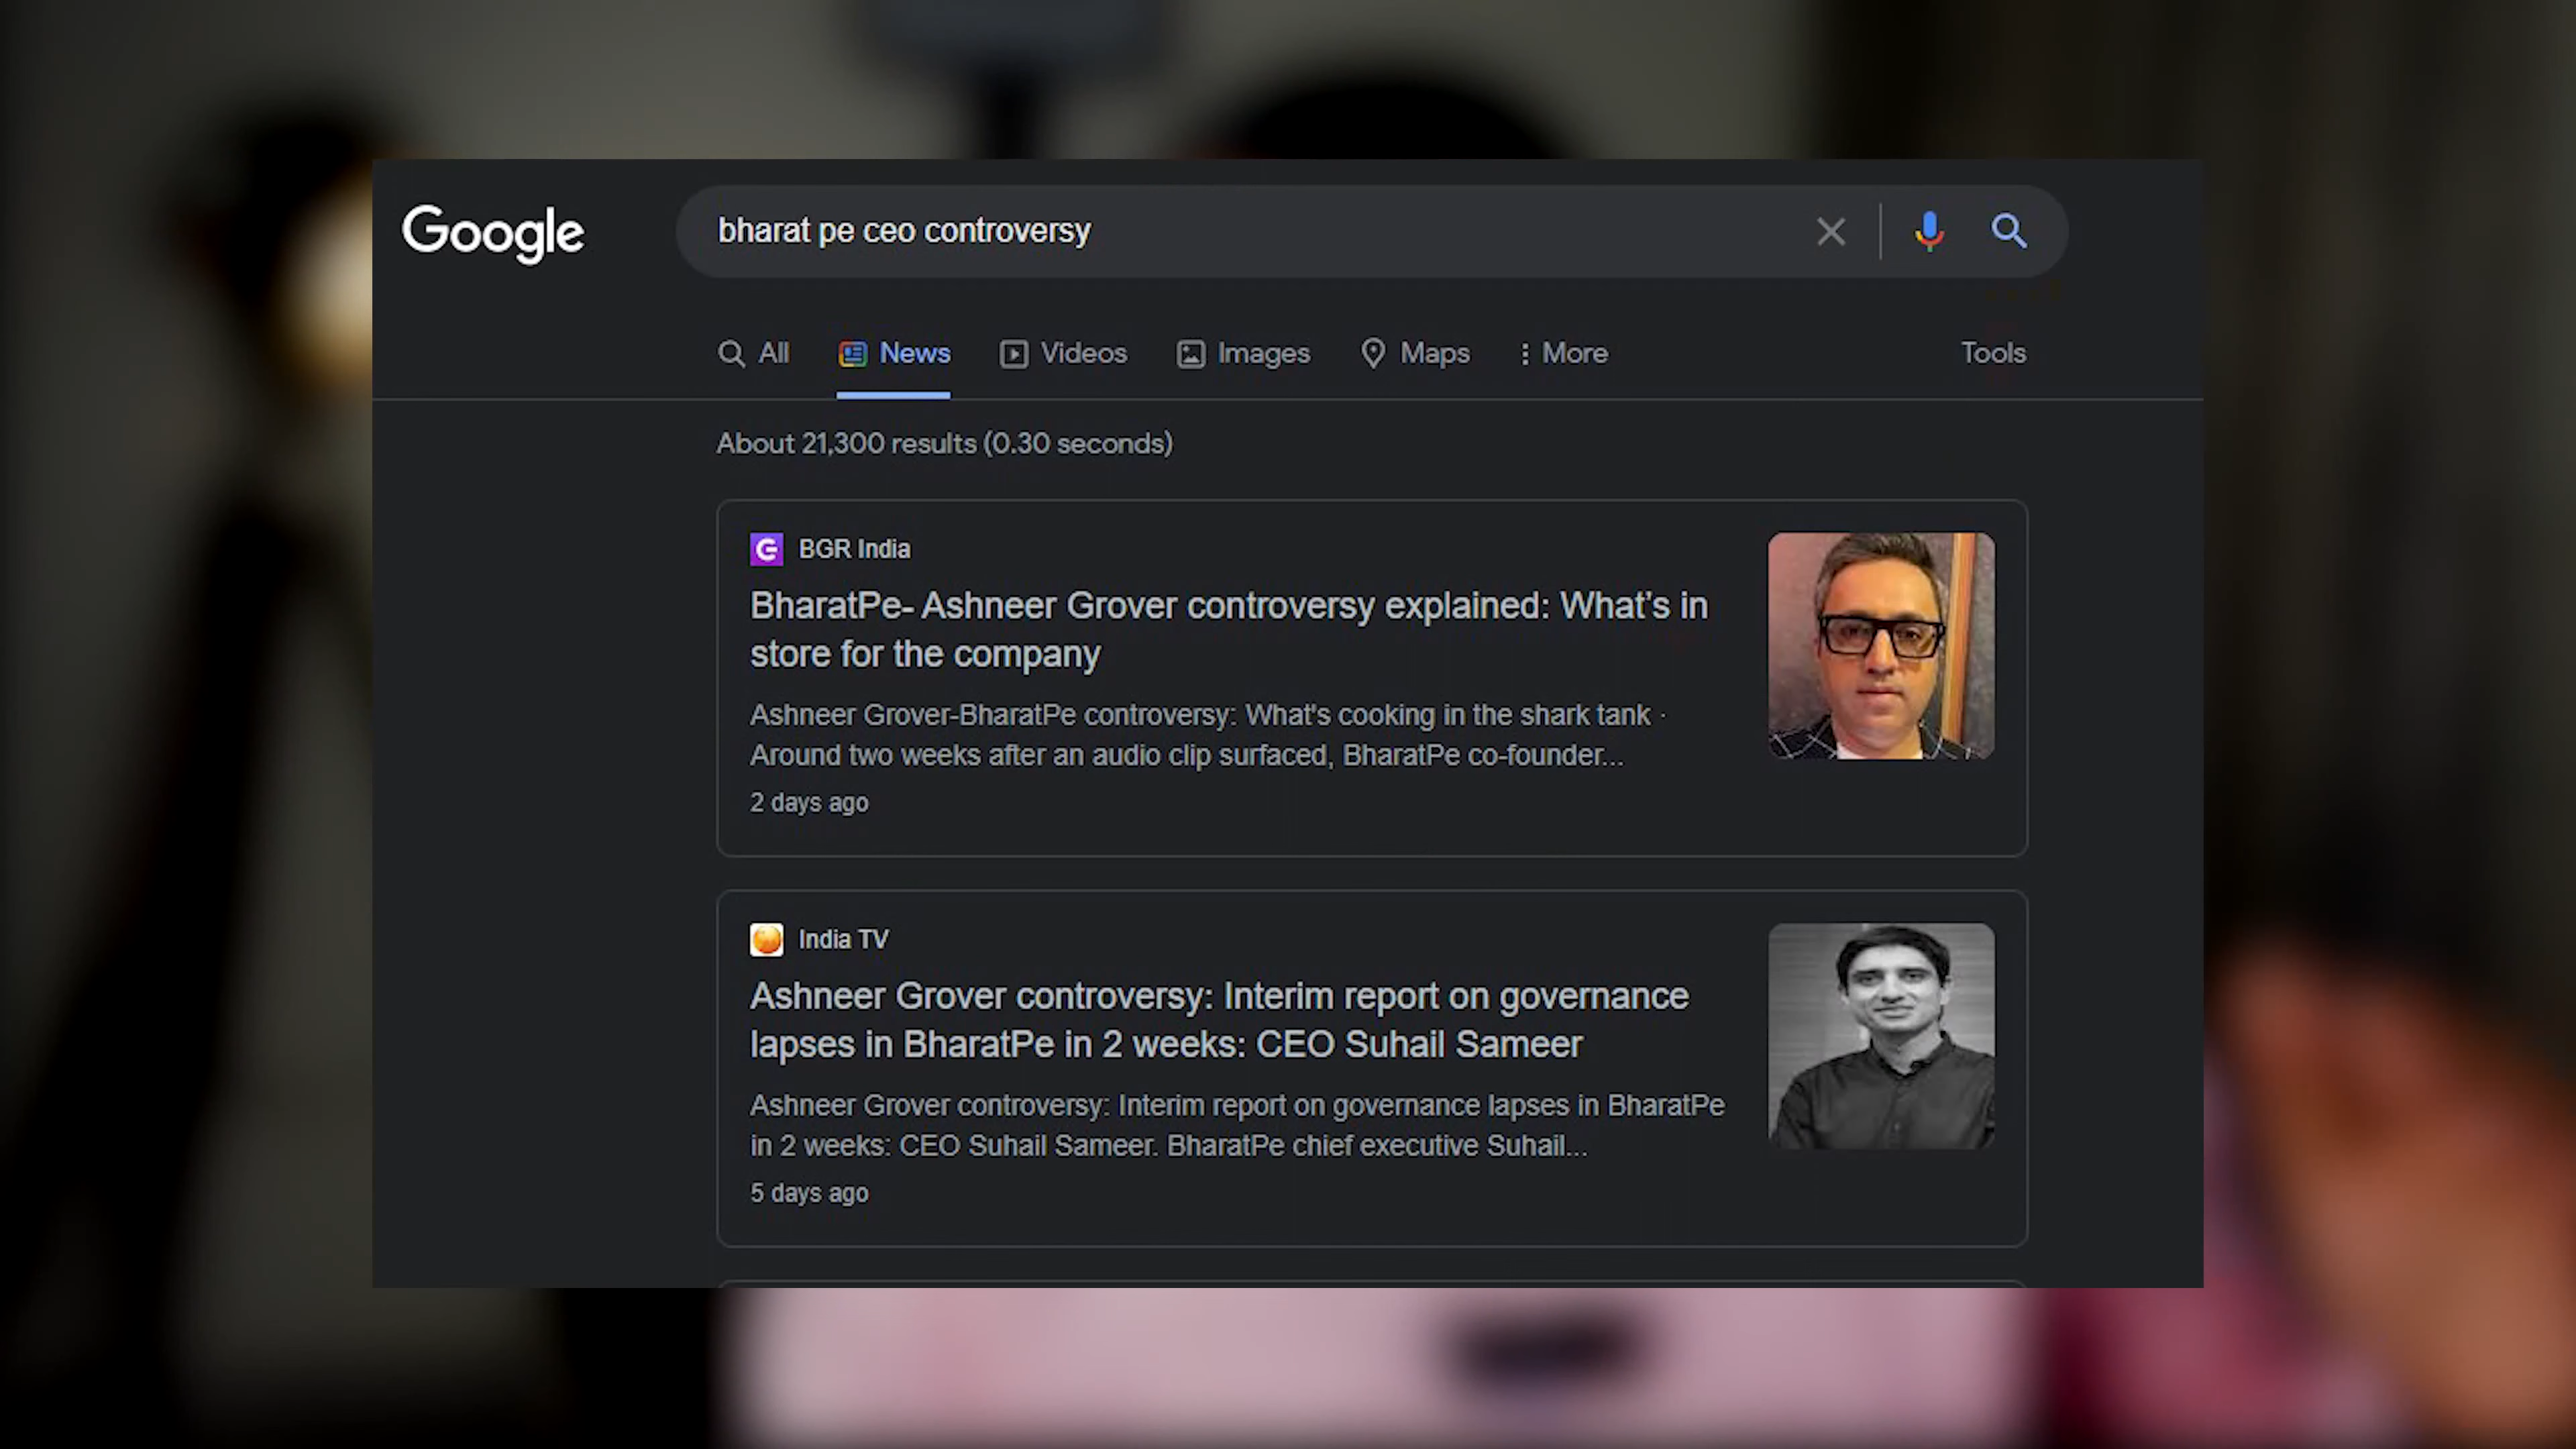 Google
bharat pe ceo controversy
All
News
Videos
Images
Maps
More
Tools
About 21,300 results (0.30 seconds)
BGR India
BharatPe- Ashneer Grover controversy explained: What's in
store for the company
Ashneer Grover-BharatPe controversy: What's cooking in the shark tank ·
Around two weeks after an audio clip surfaced, BharatPe co-founder...
2 days ago
India TV
Ashneer Grover controversy: Interim report on governance
lapses in BharatPe in 2 weeks: CEO Suhail Sameer
Ashneer Grover controversy: Interim report on governance lapses in BharatPe
in 2 weeks: CEO Suhail Sameer. BharatPe chief executive Suhail...
5 days ago